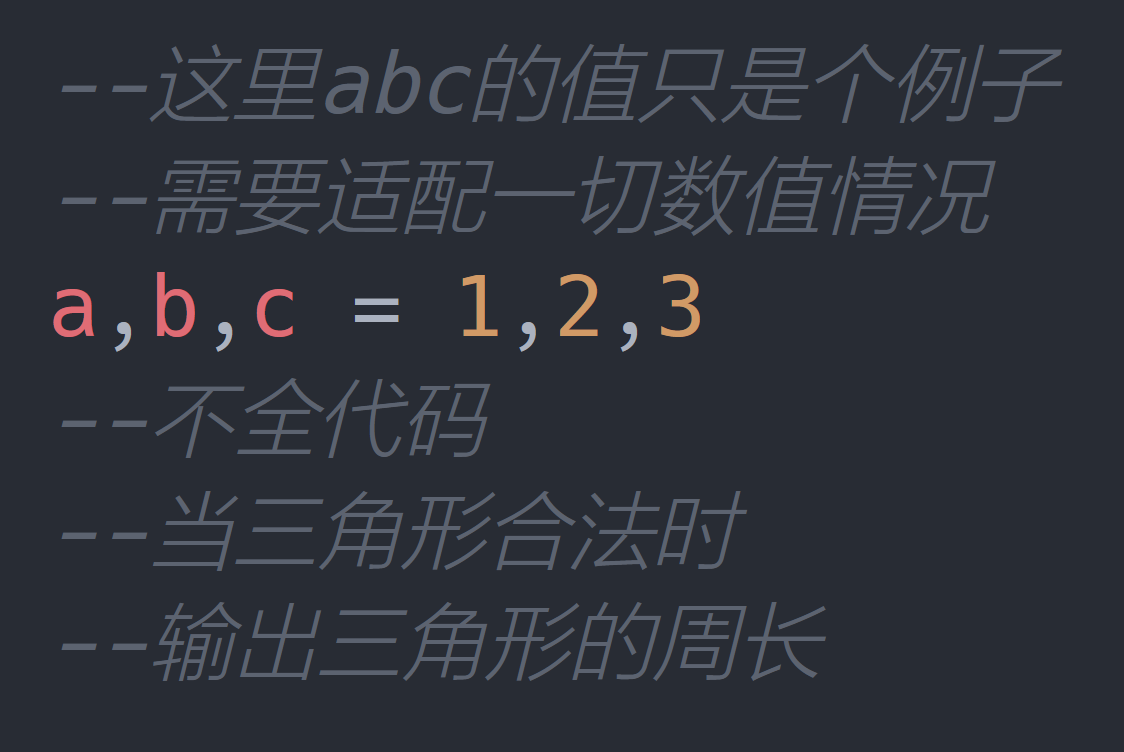 --这里abc的值只是个例子
--需要适配一切数值情况
a,b,c = 1,2,3
--不全代码
--当三角形合法时
--输出三角形的周长